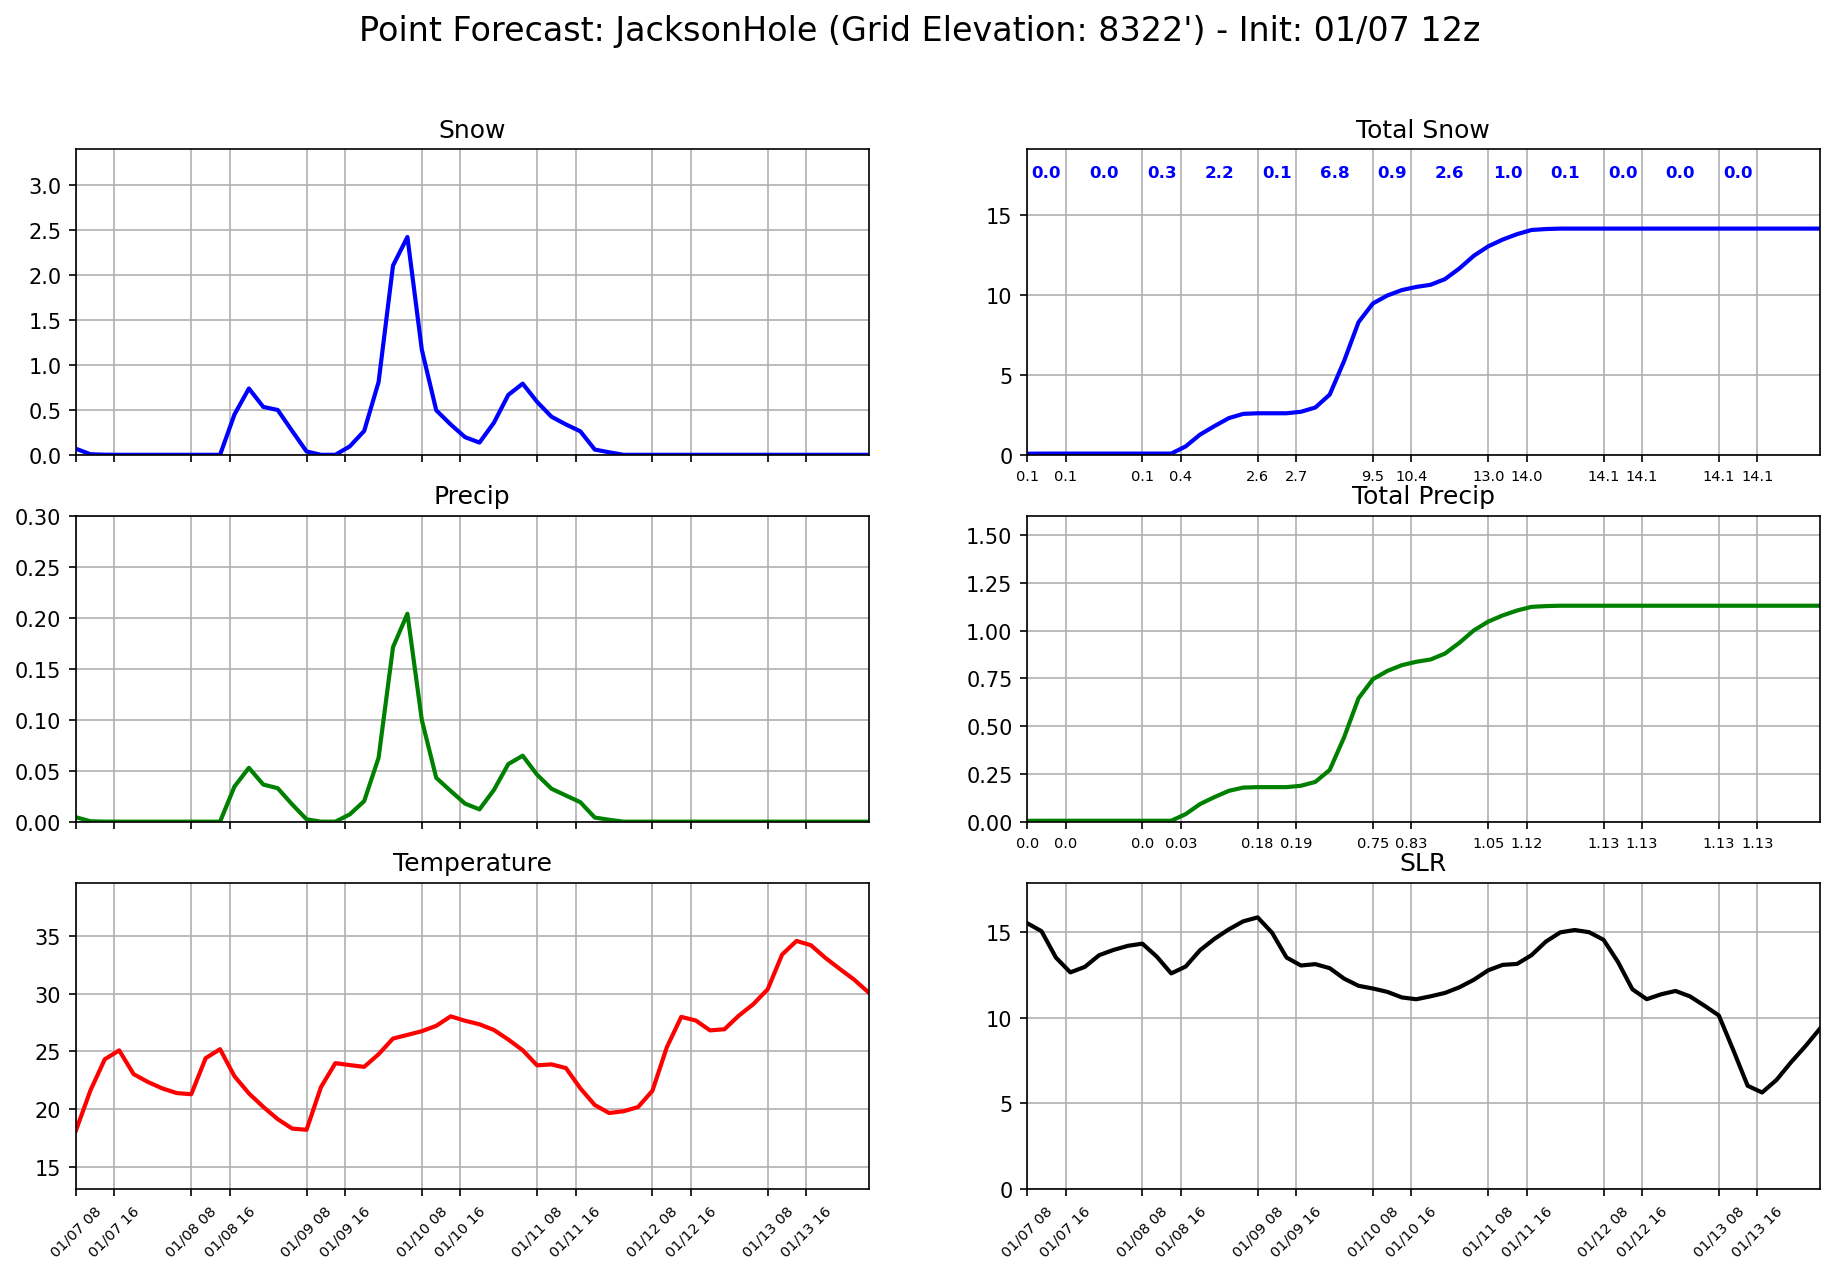 Point Forecast: JacksonHole (Grid Elevation: 8322') - Init: 01/07 12z
Snow
3.0
2.5
2.0
1.5
1.0
0.5
0.0
Total Snow
0.0 0.0 0.3 2.2 0.1 6.8 0.9 2.6 1.0 0.1 0.0 0.0 0.0
15
10
5
0
0.1 0.1 0.1 0.4 2.6 2.7 9.5 10.4 13.0 14.0 14.1 14.1 14.1 14.1
Precip
0.30
0.25
0.20
0.15
0.10
0.05
0.00
Total Precip
1.50
1.25
1.00
0.75
0.50
0.25
0.00
0.0 0.0 0.0 0.03 0.18 0.19 0.75 0.83 1.05 1.12 1.13 1.13 1.13 1.13
Temperature
35
30
25
20
15
01/07 08 01/07 16 01/08 08 01/08 16 01/09 08 01/09 16 01/10 08 01/10 16 01/11 08 01/11 16 01/12 08 01/12 16 01/13 08 01/13 16
SLR
15
10
5
0
01/07 08 01/07 16 01/08 08 01/08 16 01/09 08 01/09 16 01/10 08 01/10 16 01/11 08 01/11 16 01/12 08 01/12 16 01/13 08 01/13 16